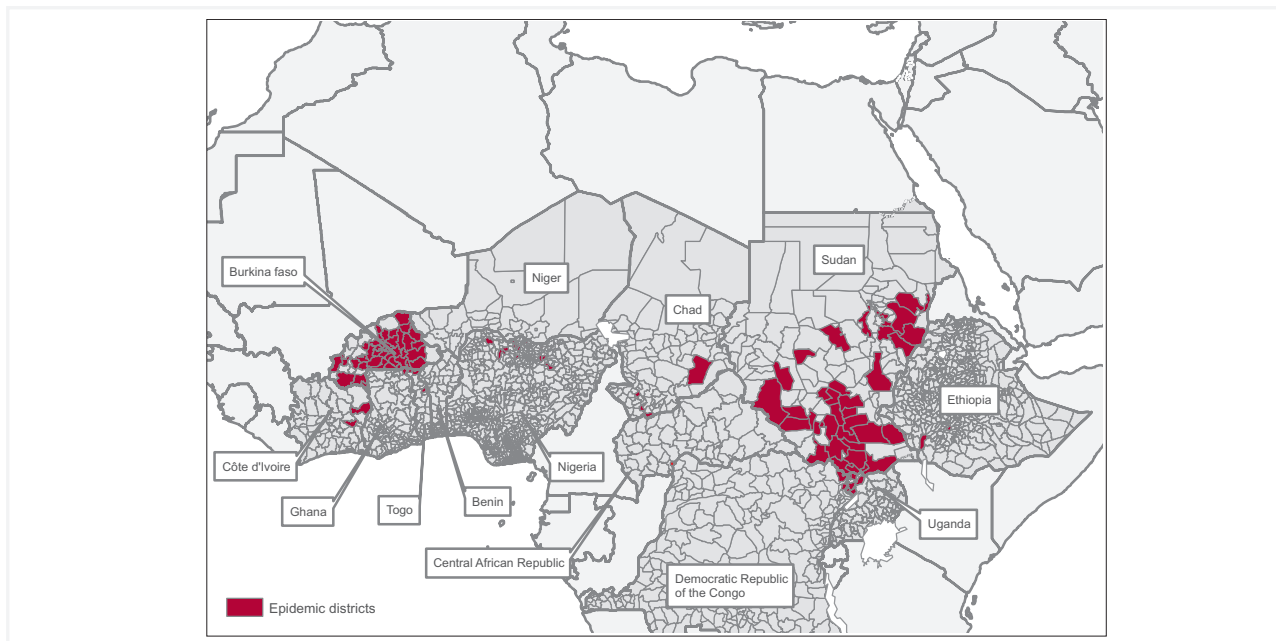 Burkina faso
Niger
Chad
Sudan
Ethiopia
Côte d'Ivoire
Ghana
Togo
Benin
Nigeria
Central African Republic
Democratic Republic
of the Congo
Uganda
Epidemic districts